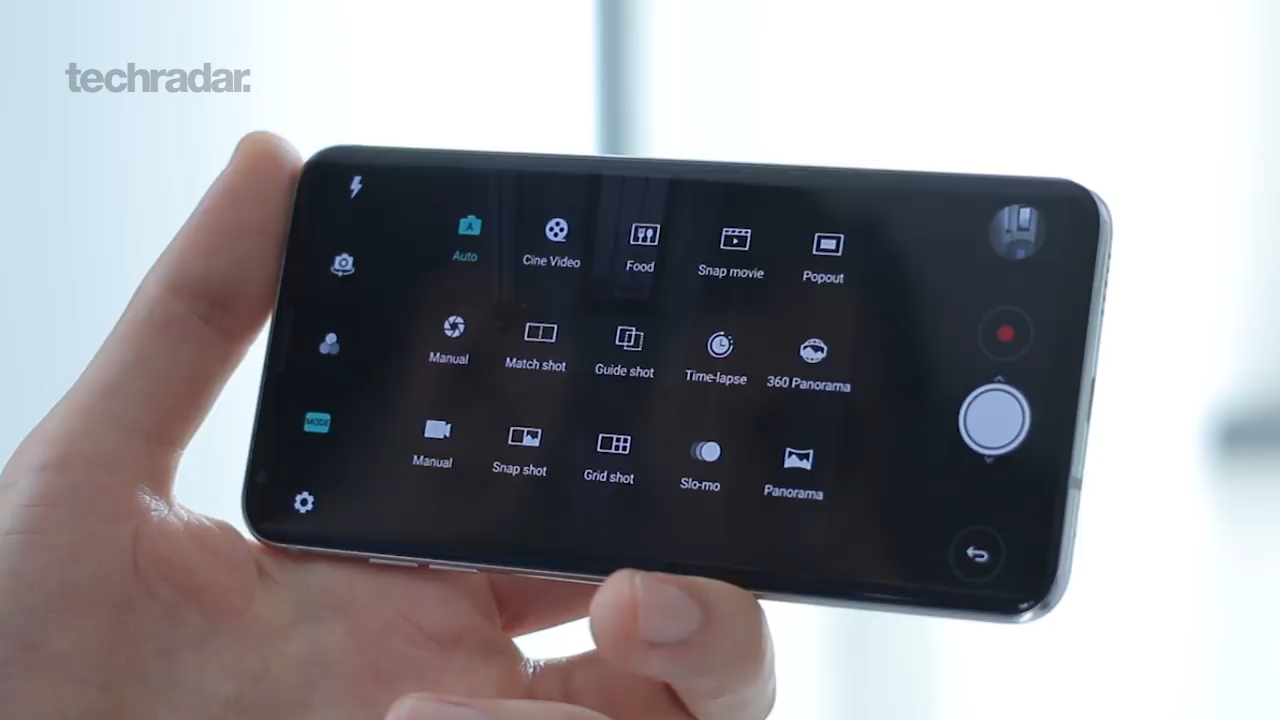 techradar.
Auto
Cine Video
Food
Snap movie
Popout
Manual
Match shot
Guide shot
Time-lapse
360 Panorama
MODE
Manual
Snap shot
Grid shot
Slo-mo
Panorama